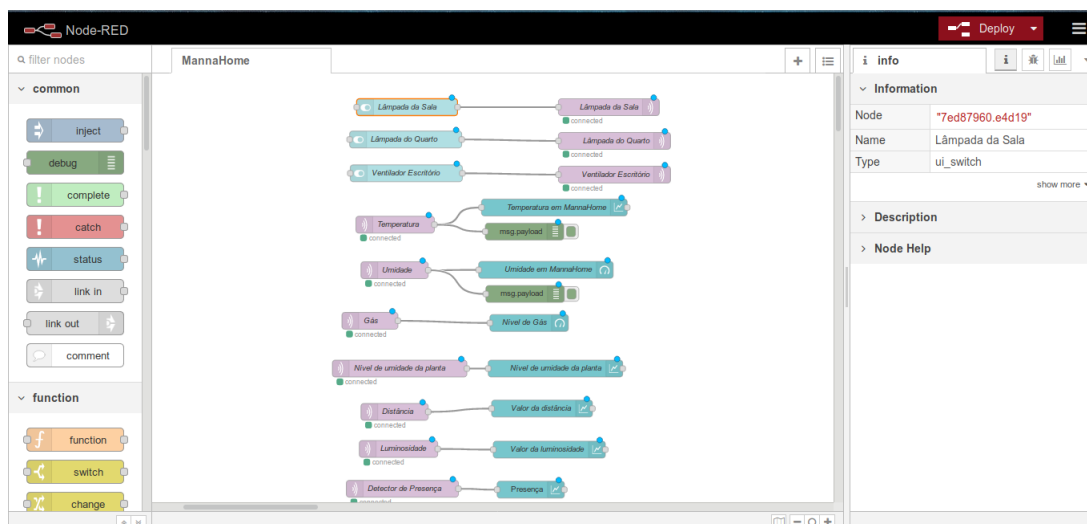 Node-RED
Deploy
filter nodes
MannaHome
info
common
inject
debug
complete
catch
status
link in
link out
comment
function
function
switch
change
Lâmpada da Sala
Lâmpada da Sala
connected
Lâmpada do Quarto
Lâmpada do Quarto
connected
Ventilador Escritório
Ventilador Escritório
connected
Temperatura
connected
Temperatura em MannaHome
msg.payload
Umidade
connected
Umidade em MannaHome
msg.payload
Gás
connected
Nível de Gás
Nível de umidade da planta
connected
Nível de umidade da planta
Distância
connected
Valor da distância
Luminosidade
connected
Valor da luminosidade
Detector de Presença
connected
Presença
Information
Node "7ed87960.e4d19"
Name Lâmpada da Sala
Type ui_switch
show more
Description
Node Help